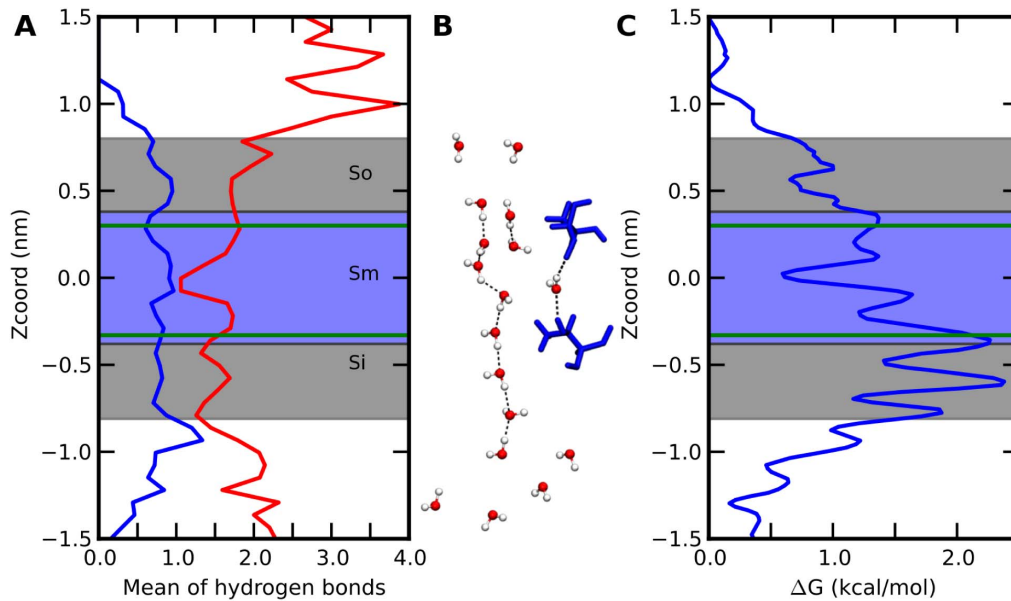 A
B
C
Zcoord (nm)
1.5
1.0
0.5
0.0
−0.5
−1.0
−1.5
So
Sm
Si
0.0 1.0 2.0 3.0 4.0
Mean of hydrogen bonds
Zcoord (nm)
1.5
1.0
0.5
0.0
−0.5
−1.0
−1.5
0.0 1.0 2.0
ΔG (kcal/mol)